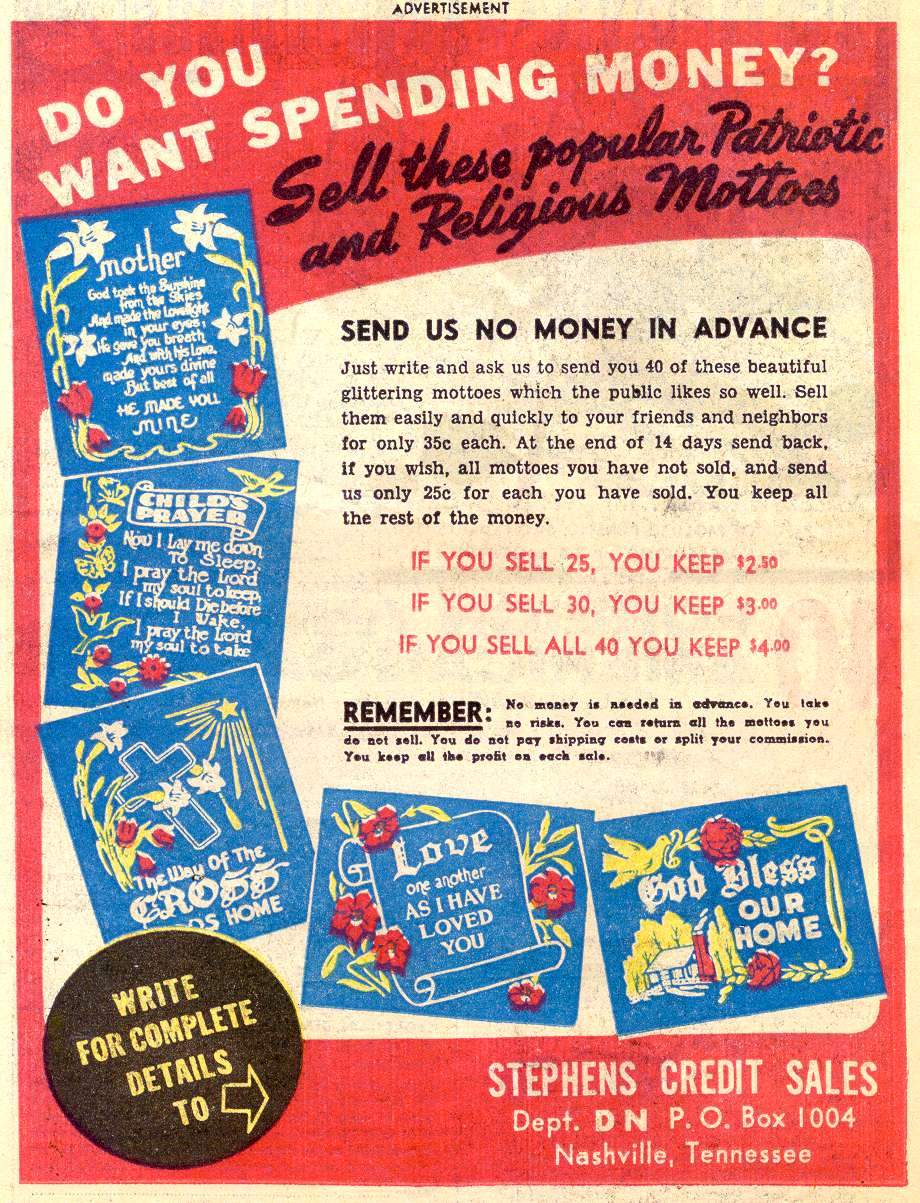 ADVERTISEMENT
DO YOU
WANT SPENDING MONEY?
Sell these popular Patriotic
and Religious Mottoes
mother
God took the Sunshine
from the Skies
And made the Lovelight
in your eyes;
He gave you breath
And with his Love,
made yours divine
But best of all
HE MADE YOU
MINE
SEND US NO MONEY IN ADVANCE
Just write and ask us to send you 40 of these beautiful
glittering mottoes which the public likes so well. Sell
them easily and quickly to your friends and neighbors
for only 35c each. At the end of 14 days send back,
if you wish, all mottoes you have not sold, and send
us only 25c for each you have sold. You keep all
the rest of the money.
CHILD'S
PRAYER
Now I Lay me down
To Sleep,
I pray the Lord
my soul to keep,
If I should Die before
I Wake,
I pray the Lord
my soul to take
IF YOU SELL 25, YOU KEEP $2.50
IF YOU SELL 30, YOU KEEP $3.00
IF YOU SELL ALL 40 YOU KEEP $4.00
REMEMBER: No money is needed in advance. You take
no risks. You can return all the mottoes you
do not sell. You do not pay shipping costs or split your commission.
You keep all the profit on each sale.
The Way Of The
CROSS
HOME
Love
one another
AS I HAVE
LOVED
YOU
God Bless
OUR
HOME
WRITE
FOR COMPLETE
DETAILS
TO
STEPHENS CREDIT SALES
Dept. DN P. O. Box 1004
Nashville, Tennessee